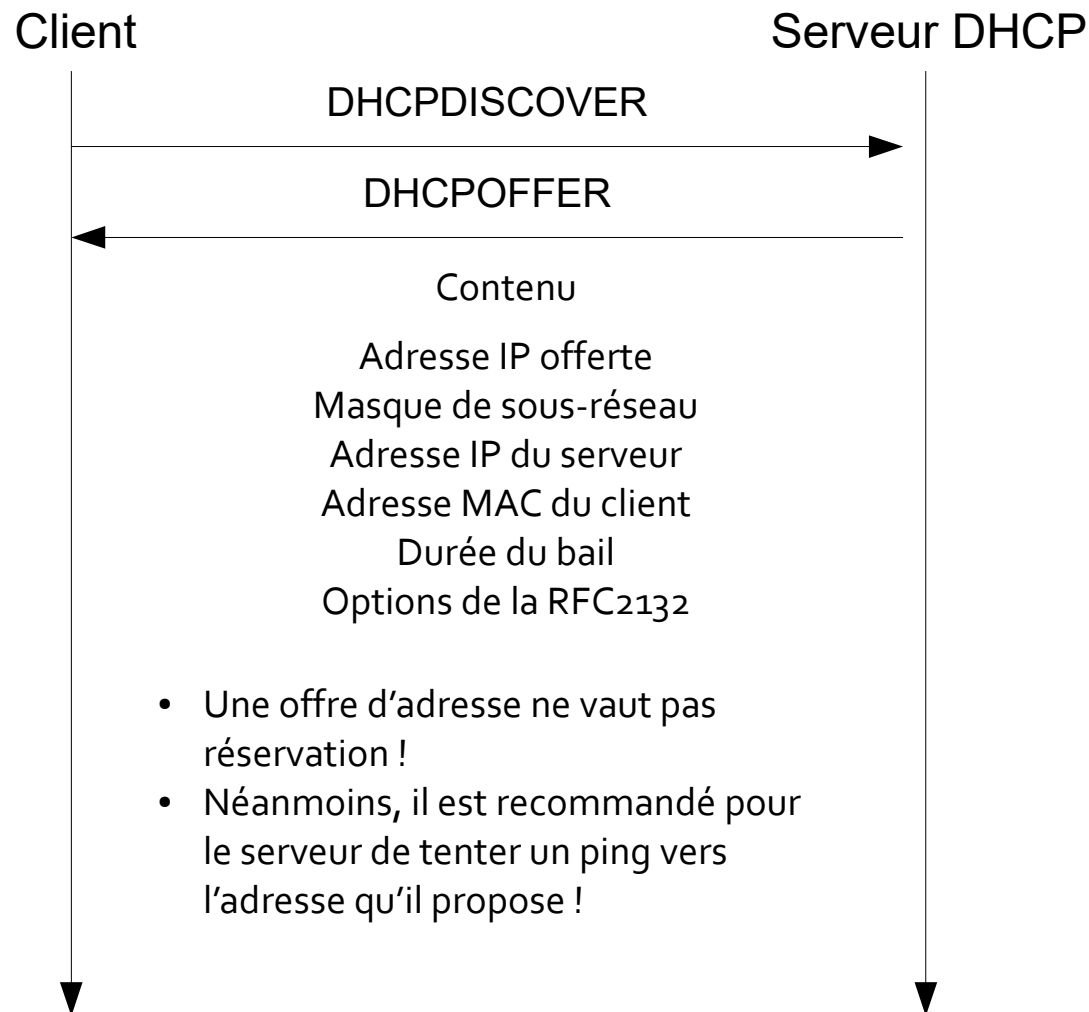 Client
Serveur DHCP
DHCPDISCOVER
DHCPOFFER
Contenu
Adresse IP offerte
Masque de sous-réseau
Adresse IP du serveur
Adresse MAC du client
Durée du bail
Options de la RFC2132
• Une offre d’adresse ne vaut pas
réservation !
• Néanmoins, il est recommandé pour
le serveur de tenter un ping vers
l’adresse qu’il propose !